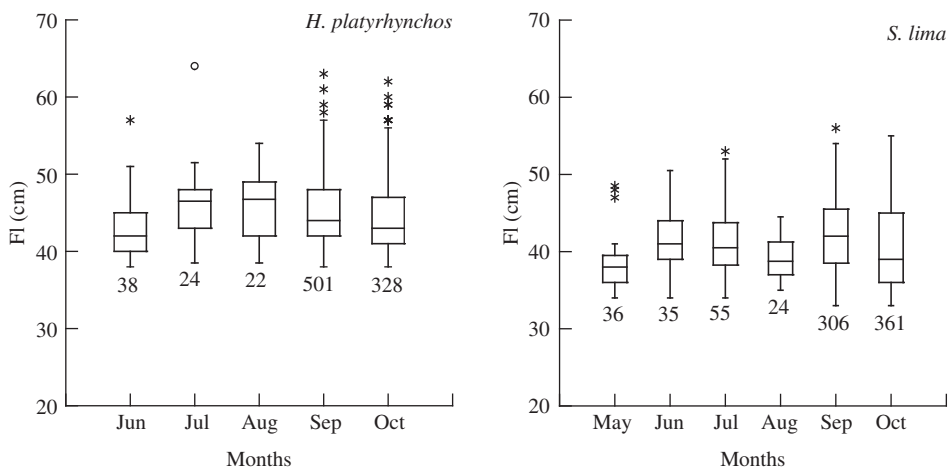 H. platyrhynchos
70
60
50
40
30
20
Fl (cm)
38
24
22
501
328
Jun Jul Aug Sep Oct
Months
S. lima
70
60
50
40
30
20
Fl (cm)
36
35
55
24
306
361
May Jun Jul Aug Sep Oct
Months